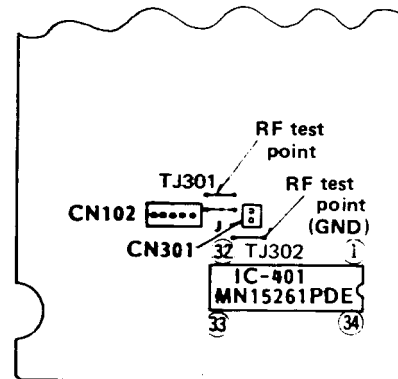 RF test
point
TJ301
RF test
point
(GND)
CN102
J
CN301
32
TJ302
1
IC-401
MN15261PDE
33
34